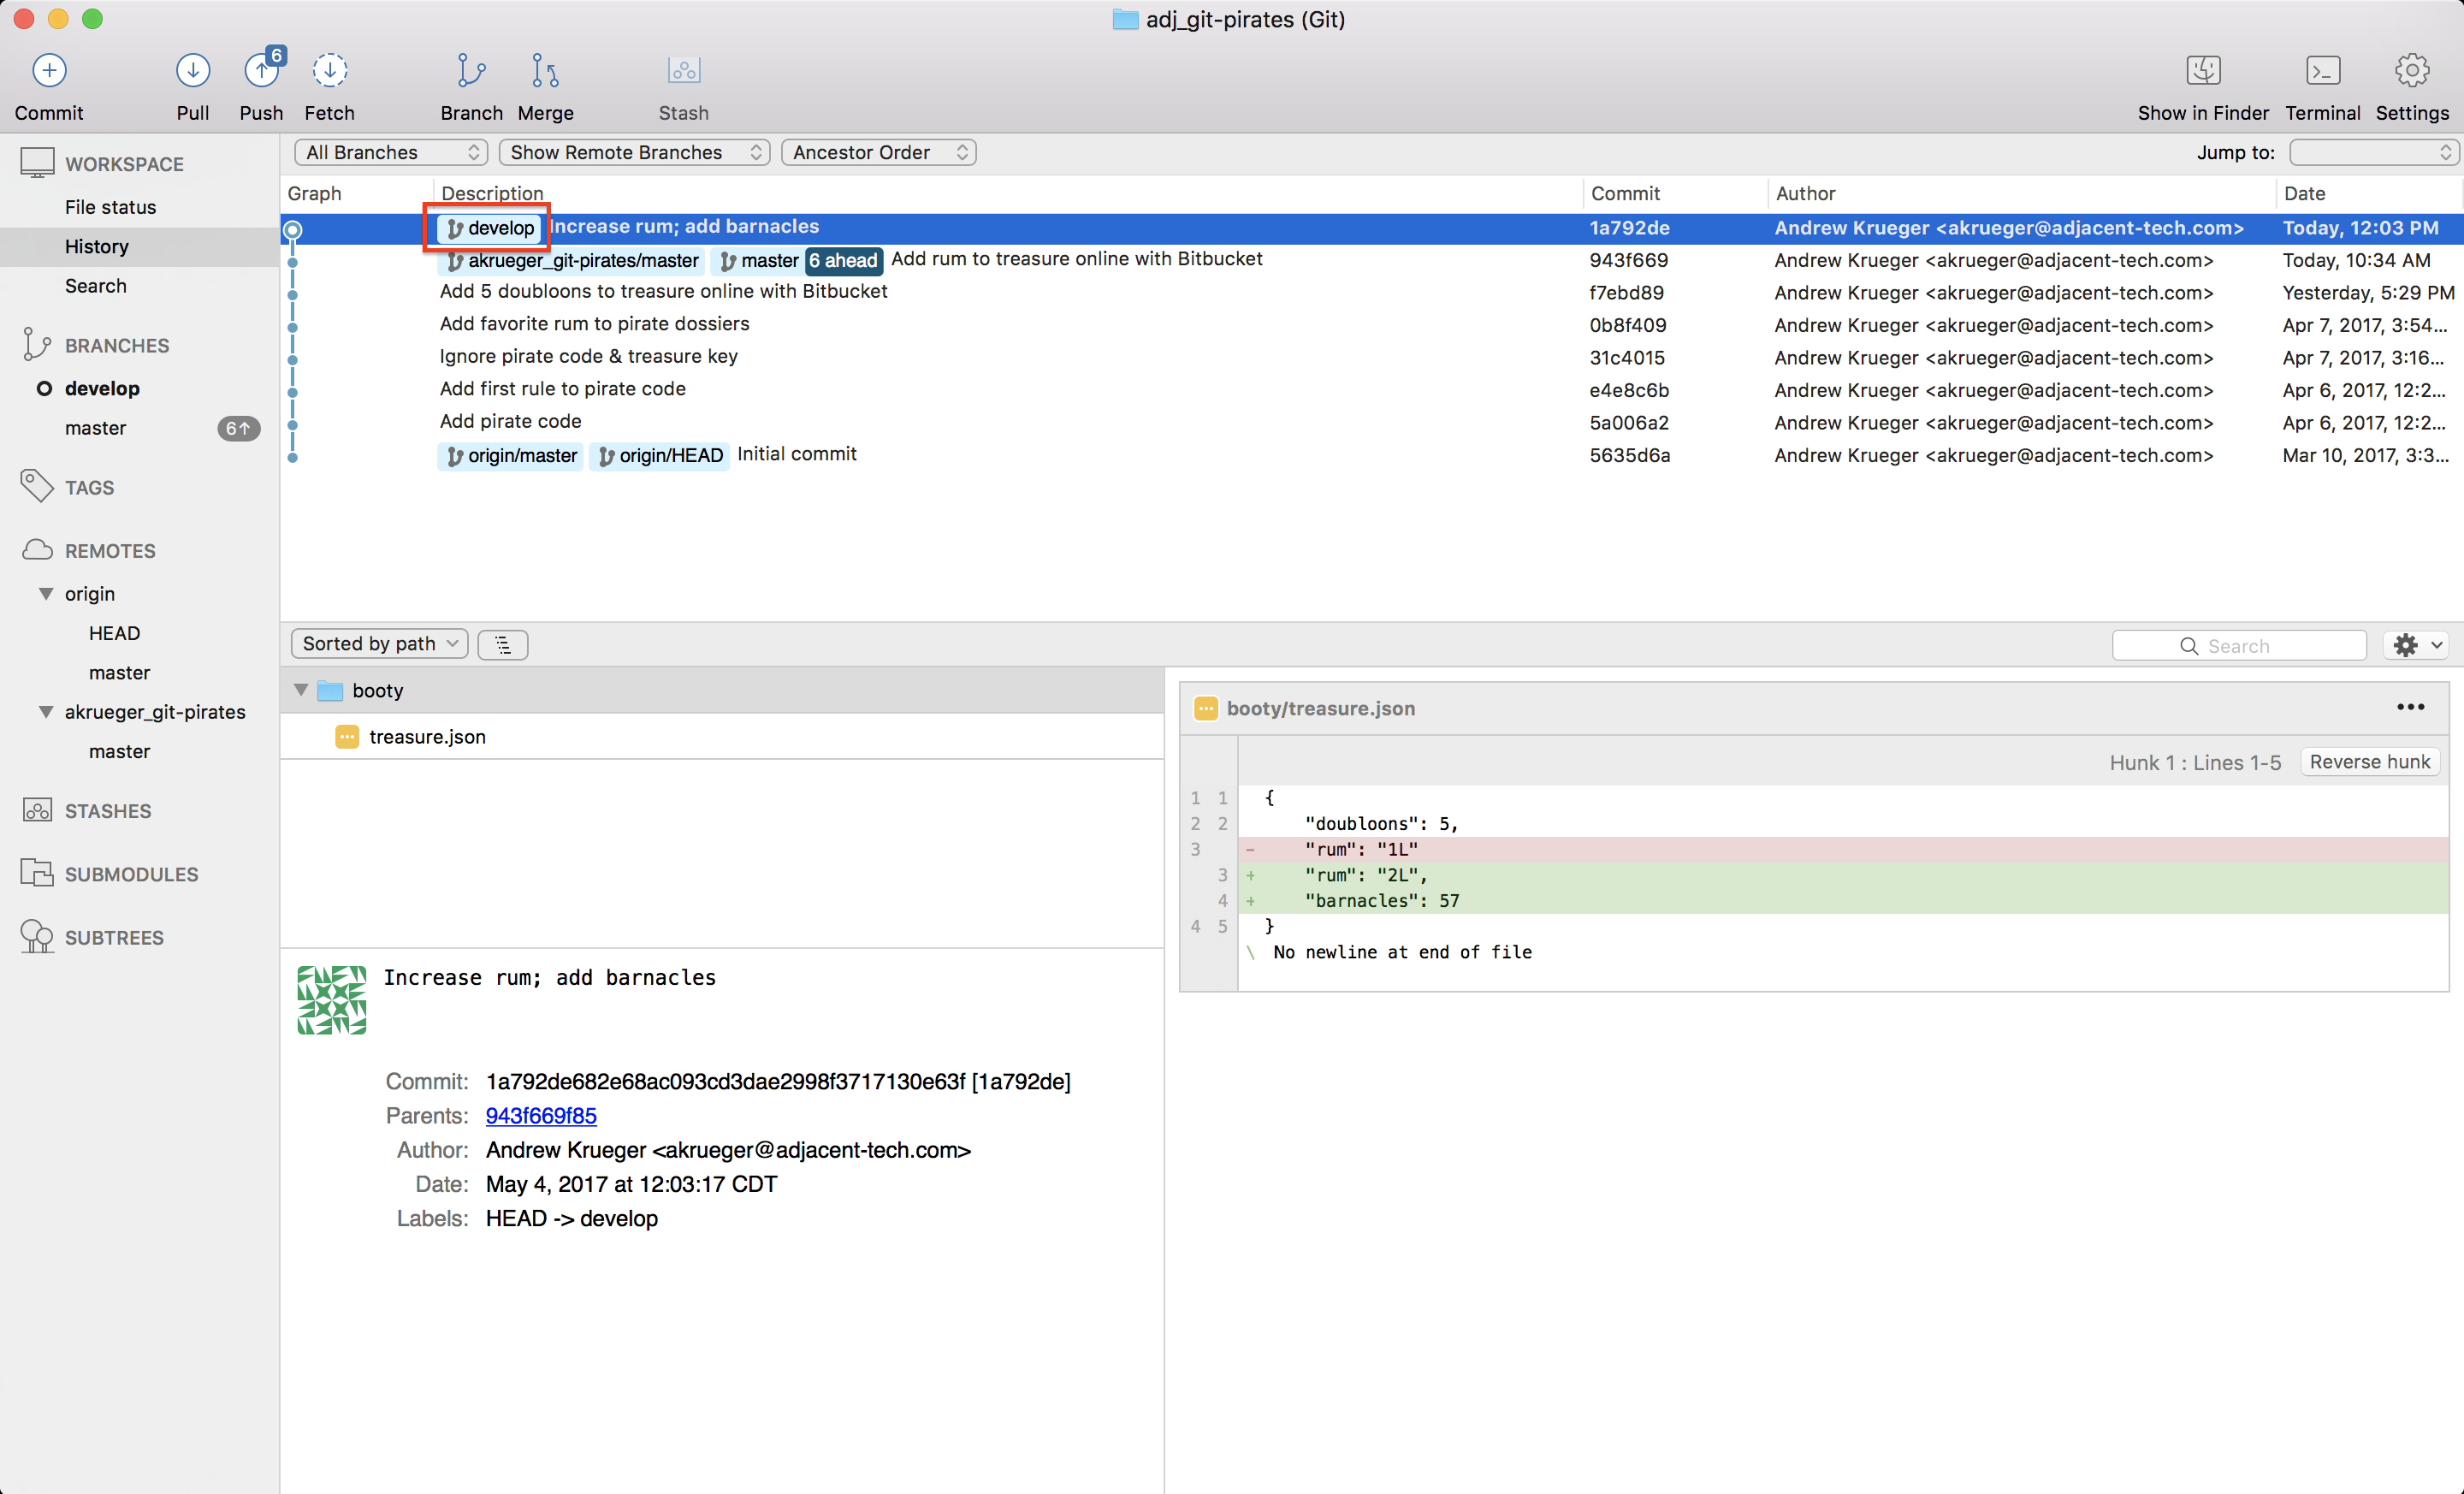 adj_git-pirates (Git)
6
Commit Pull Push Fetch Branch Merge Stash Show in Finder Terminal Settings
WORKSPACE
File status
History
Search
BRANCHES
develop
master 6↑
TAGS
REMOTES
origin
HEAD
master
akrueger_git-pirates
master
STASHES
SUBMODULES
SUBTREES
All Branches Show Remote Branches Ancestor Order Jump to:
Graph Description Commit Author Date
develop Increase rum; add barnacles 1a792de Andrew Krueger <akrueger@adjacent-tech.com> Today, 12:03 PM
akrueger_git-pirates/master master 6 ahead Add rum to treasure online with Bitbucket 943f669 Andrew Krueger <akrueger@adjacent-tech.com> Today, 10:34 AM
Add 5 doubloons to treasure online with Bitbucket f7ebd89 Andrew Krueger <akrueger@adjacent-tech.com> Yesterday, 5:29 PM
Add favorite rum to pirate dossiers 0b8f409 Andrew Krueger <akrueger@adjacent-tech.com> Apr 7, 2017, 3:54...
Ignore pirate code & treasure key 31c4015 Andrew Krueger <akrueger@adjacent-tech.com> Apr 7, 2017, 3:16...
Add first rule to pirate code e4e8c6b Andrew Krueger <akrueger@adjacent-tech.com> Apr 6, 2017, 12:2...
Add pirate code 5a006a2 Andrew Krueger <akrueger@adjacent-tech.com> Apr 6, 2017, 12:2...
origin/master origin/HEAD Initial commit 5635d6a Andrew Krueger <akrueger@adjacent-tech.com> Mar 10, 2017, 3:3...
Sorted by path Search
booty
treasure.json
Increase rum; add barnacles
Commit: 1a792de682e68ac093cd3dae2998f3717130e63f [1a792de]
Parents: 943f669f85
Author: Andrew Krueger <akrueger@adjacent-tech.com>
Date: May 4, 2017 at 12:03:17 CDT
Labels: HEAD -> develop
booty/treasure.json •••
Hunk 1 : Lines 1-5 Reverse hunk
1 1 {
2 2 "doubloons": 5,
3 - "rum": "1L"
3 + "rum": "2L",
4 + "barnacles": 57
4 5 }
\ No newline at end of file